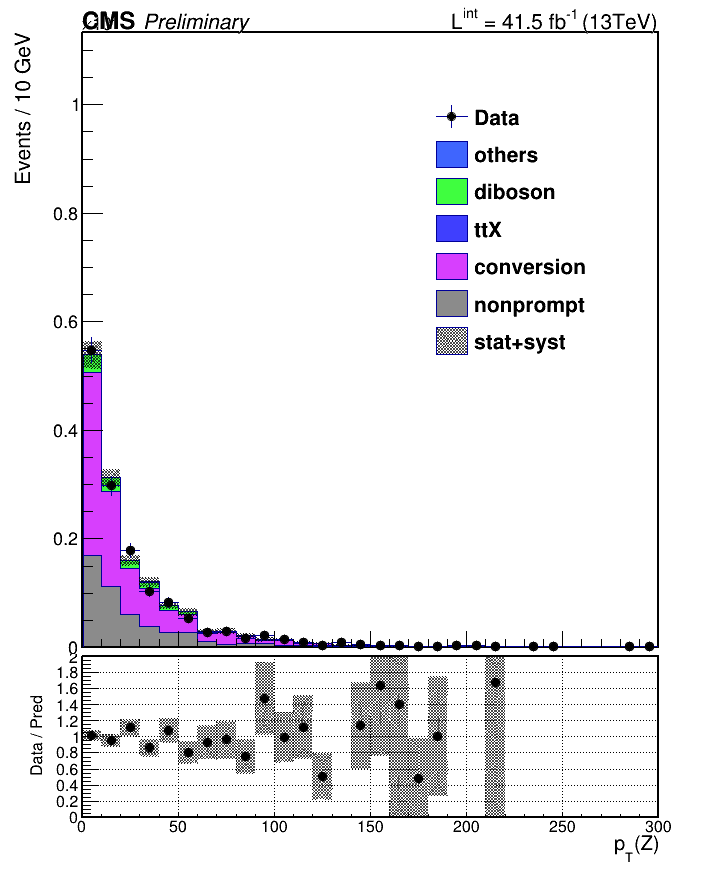 CMS Preliminary
L^int = 41.5 fb^-1 (13TeV)
Events / 10 GeV
1
0.8
0.6
0.4
0.2
0
Data
others
diboson
ttX
conversion
nonprompt
stat+syst
Data / Pred
2
1.8
1.6
1.4
1.2
1
0.8
0.6
0.4
0.2
0
0 50 100 150 200 250 300
p_T(Z)